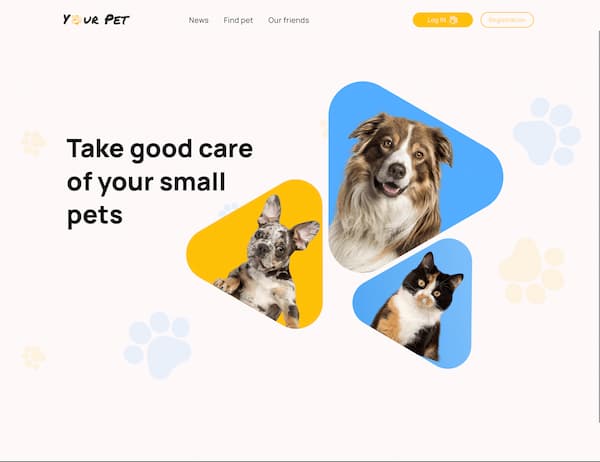 Your Pet
News
Find pet
Our friends
Log IN
Registration
Take good care
of your small
pets